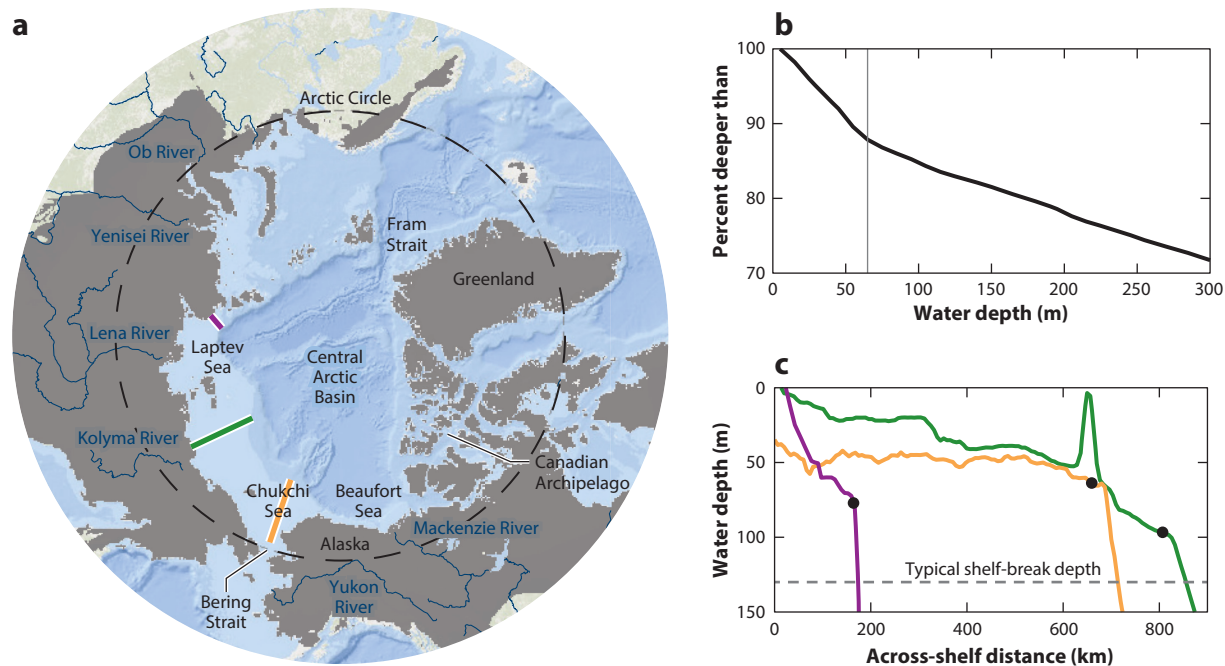 a
Arctic Circle
Ob River
Yenisei River
Fram
Strait
Greenland
Lena River
Laptev
Sea
Central
Arctic
Basin
Kolyma River
Canadian
Archipelago
Chukchi
Sea
Beaufort
Sea
Mackenzie River
Alaska
Bering
Strait
Yukon
River
b
Percent deeper than
100
90
80
70
0 50 100 150 200 250 300
Water depth (m)
c
Water depth (m)
0
50
100
150
Typical shelf-break depth
0 200 400 600 800
Across-shelf distance (km)